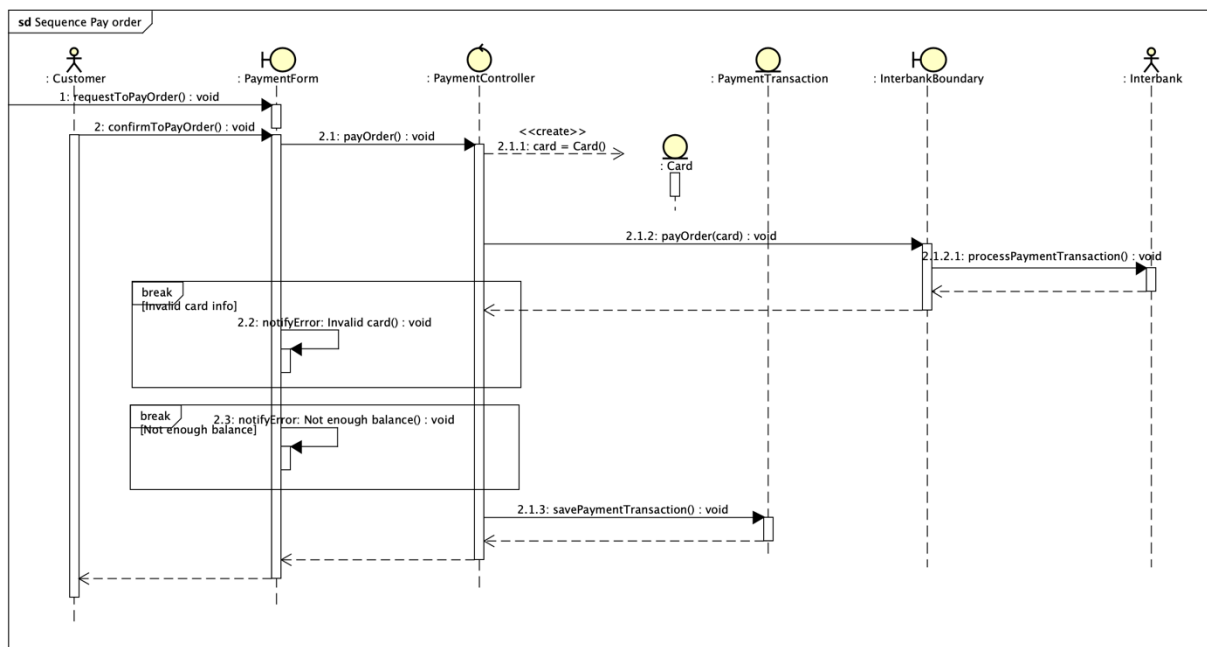 sd Sequence Pay order
: Customer
: PaymentForm
: PaymentController
: PaymentTransaction
: InterbankBoundary
: Interbank
1: requestToPayOrder() : void
2: confirmToPayOrder() : void
2.1: payOrder() : void
<<create>>
2.1.1: card = Card()
: Card
2.1.2: payOrder(card) : void
2.1.2.1: processPaymentTransaction() : void
break
[Invalid card info]
2.2: notifyError: Invalid card() : void
break
2.3: notifyError: Not enough balance() : void
[Not enough balance]
2.1.3: savePaymentTransaction() : void